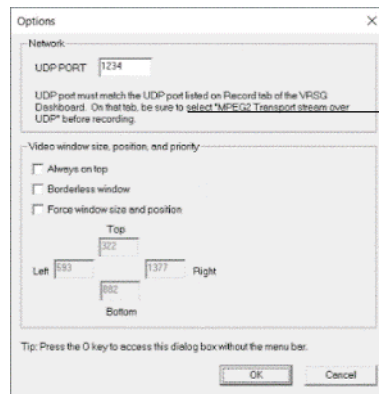 Options
Network
UDP PORT 1234
UDP port must match the UDP port listed on Record tab of the VRSG
Dashboard. On that tab, be sure to select "MPEG2 Transport stream over
UDP" before recording.
Video window size, position, and priority
Always on top
Borderless window
Force window size and position
Top
322
Left 593 1377 Right
882
Bottom
Tip: Press the O key to access this dialog box without the menu bar.
OK Cancel